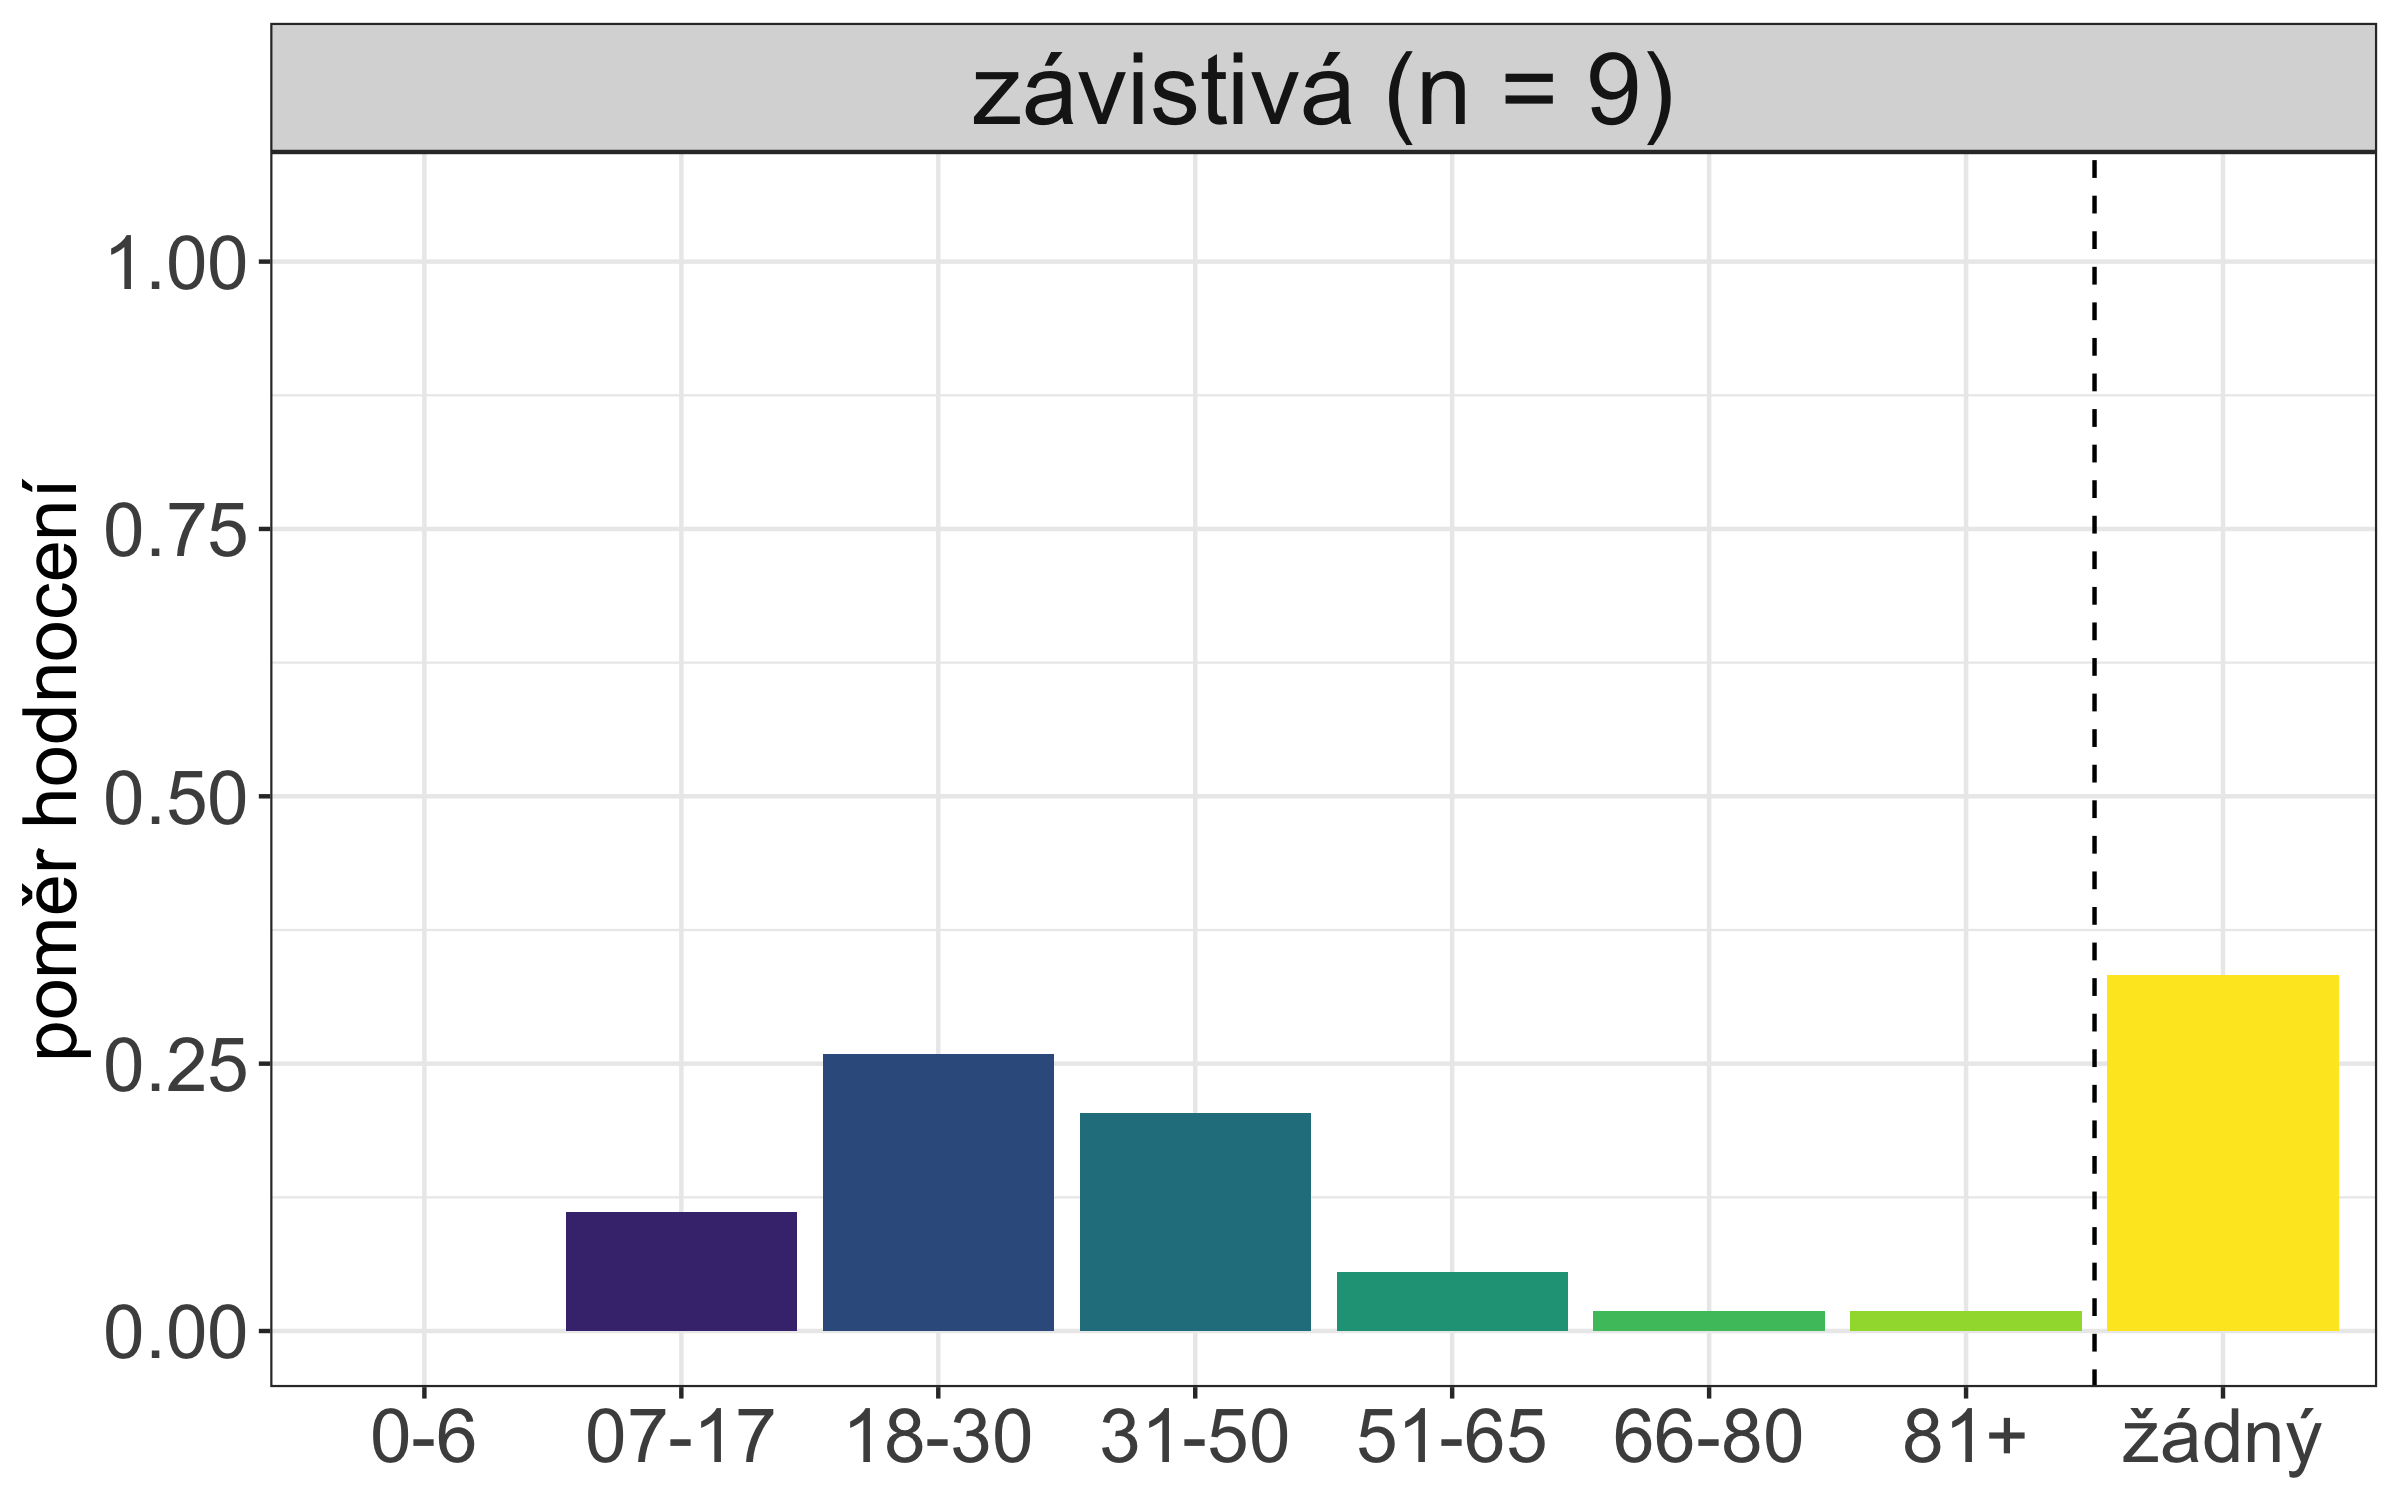 závistivá (n = 9)
poměr hodnocení
1.00
0.75
0.50
0.25
0.00
0-6 07-17 18-30 31-50 51-65 66-80 81+ žádný